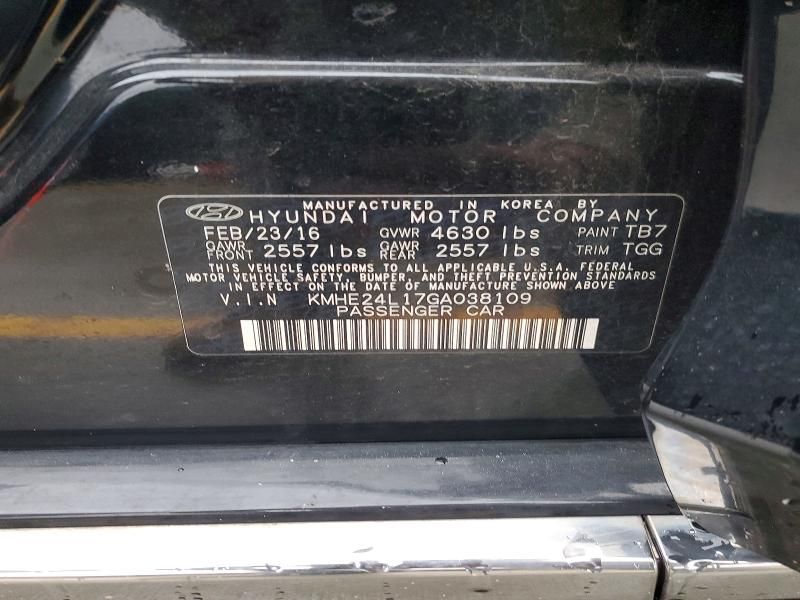 MANUFACTURED IN KOREA BY
HYUNDAI MOTOR COMPANY
FEB/23/16 GVWR 4630 lbs PAINT TB7
GAWR FRONT 2557 lbs GAWR REAR 2557 lbs TRIM TGG
THIS VEHICLE CONFORMS TO ALL APPLICABLE U.S.A. FEDERAL
MOTOR VEHICLE SAFETY, BUMPER, AND THEFT PREVENTION STANDARDS
IN EFFECT ON THE DATE OF MANUFACTURE SHOWN ABOVE
V.I.N KMHE24L17GA038109
PASSENGER CAR